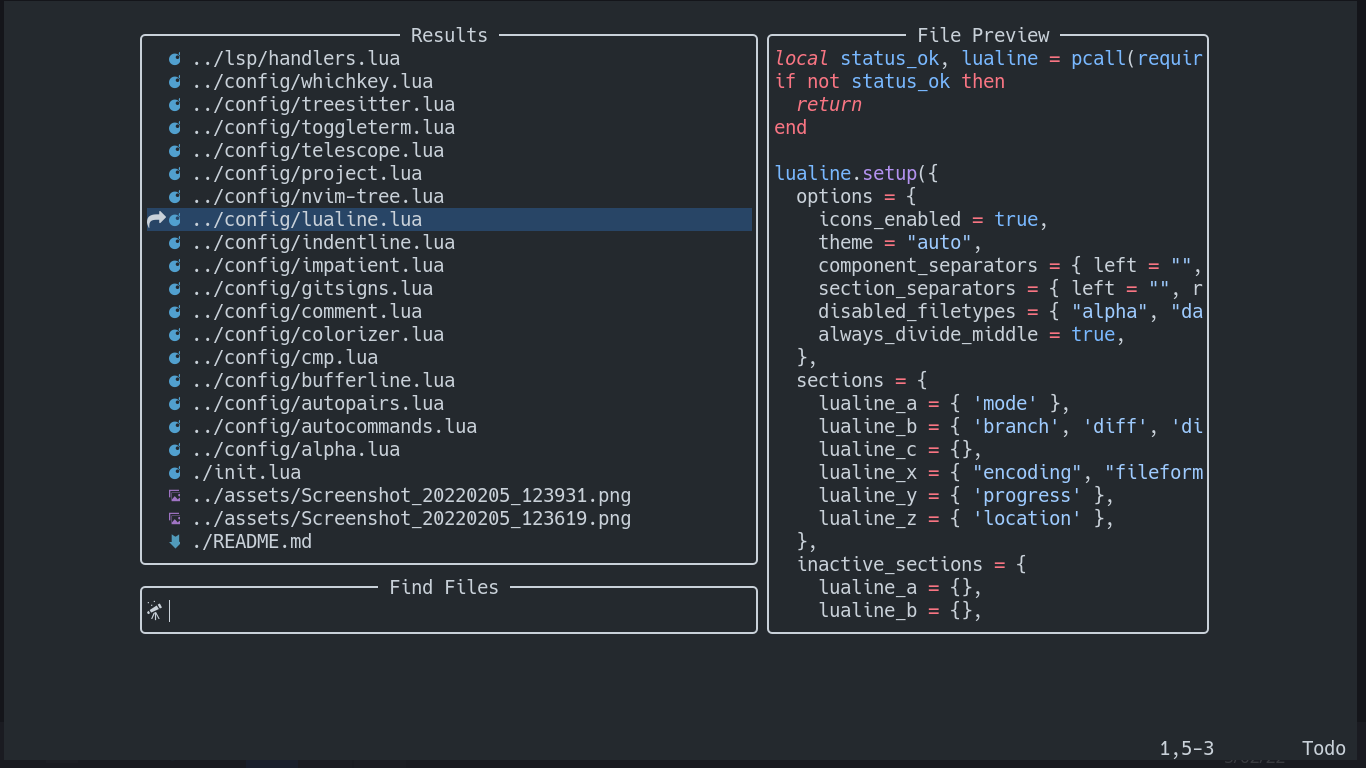 Results
../lsp/handlers.lua
../config/whichkey.lua
../config/treesitter.lua
../config/toggleterm.lua
../config/telescope.lua
../config/project.lua
../config/nvim-tree.lua
../config/lualine.lua
../config/indentline.lua
../config/impatient.lua
../config/gitsigns.lua
../config/comment.lua
../config/colorizer.lua
../config/cmp.lua
../config/bufferline.lua
../config/autopairs.lua
../config/autocommands.lua
../config/alpha.lua
./init.lua
../assets/Screenshot_20220205_123931.png
../assets/Screenshot_20220205_123619.png
./README.md
Find Files
File Preview
local status_ok, lualine = pcall(requir
if not status_ok then
  return
end

lualine.setup({
  options = {
    icons_enabled = true,
    theme = "auto",
    component_separators = { left = "",
    section_separators = { left = "", r
    disabled_filetypes = { "alpha", "da
    always_divide_middle = true,
  },
  sections = {
    lualine_a = { 'mode' },
    lualine_b = { 'branch', 'diff', 'di
    lualine_c = {},
    lualine_x = { "encoding", "fileform
    lualine_y = { 'progress' },
    lualine_z = { 'location' },
  },
  inactive_sections = {
    lualine_a = {},
    lualine_b = {},
1,5-3 Todo